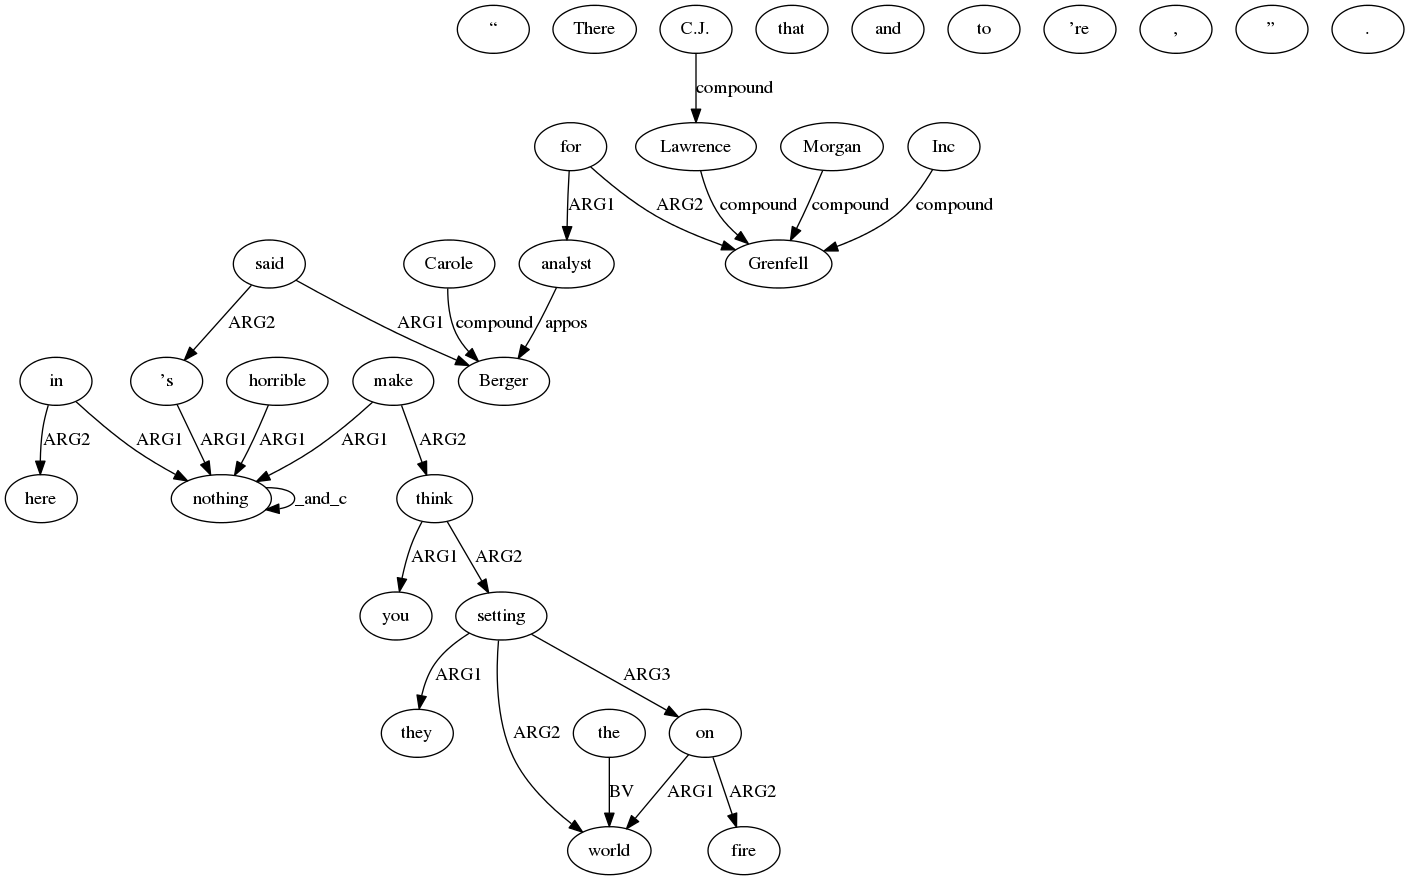 “ There C.J. that and to ’re , ” .
compound
for Lawrence Morgan Inc
ARG1 ARG2 compound compound compound
said Carole analyst Grenfell
ARG2 ARG1 compound appos
in ’s horrible make Berger
ARG2 ARG1 ARG1 ARG1 ARG1 ARG2
here nothing _and_c think
ARG1 ARG2
you setting
ARG1 ARG3
they ARG2 the on
BV ARG1 ARG2
world fire